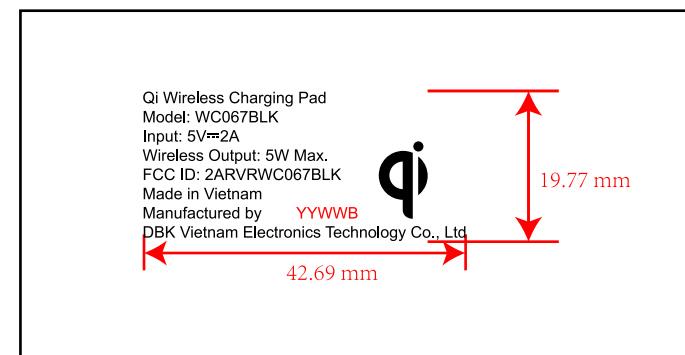 Qi Wireless Charging Pad
Model: WC067BLK
Input: 5V⎓2A
Wireless Output: 5W Max.
FCC ID: 2ARVRWC067BLK
Made in Vietnam
Manufactured by YYWWB
DBK Vietnam Electronics Technology Co., Ltd
qi
19.77 mm
42.69 mm